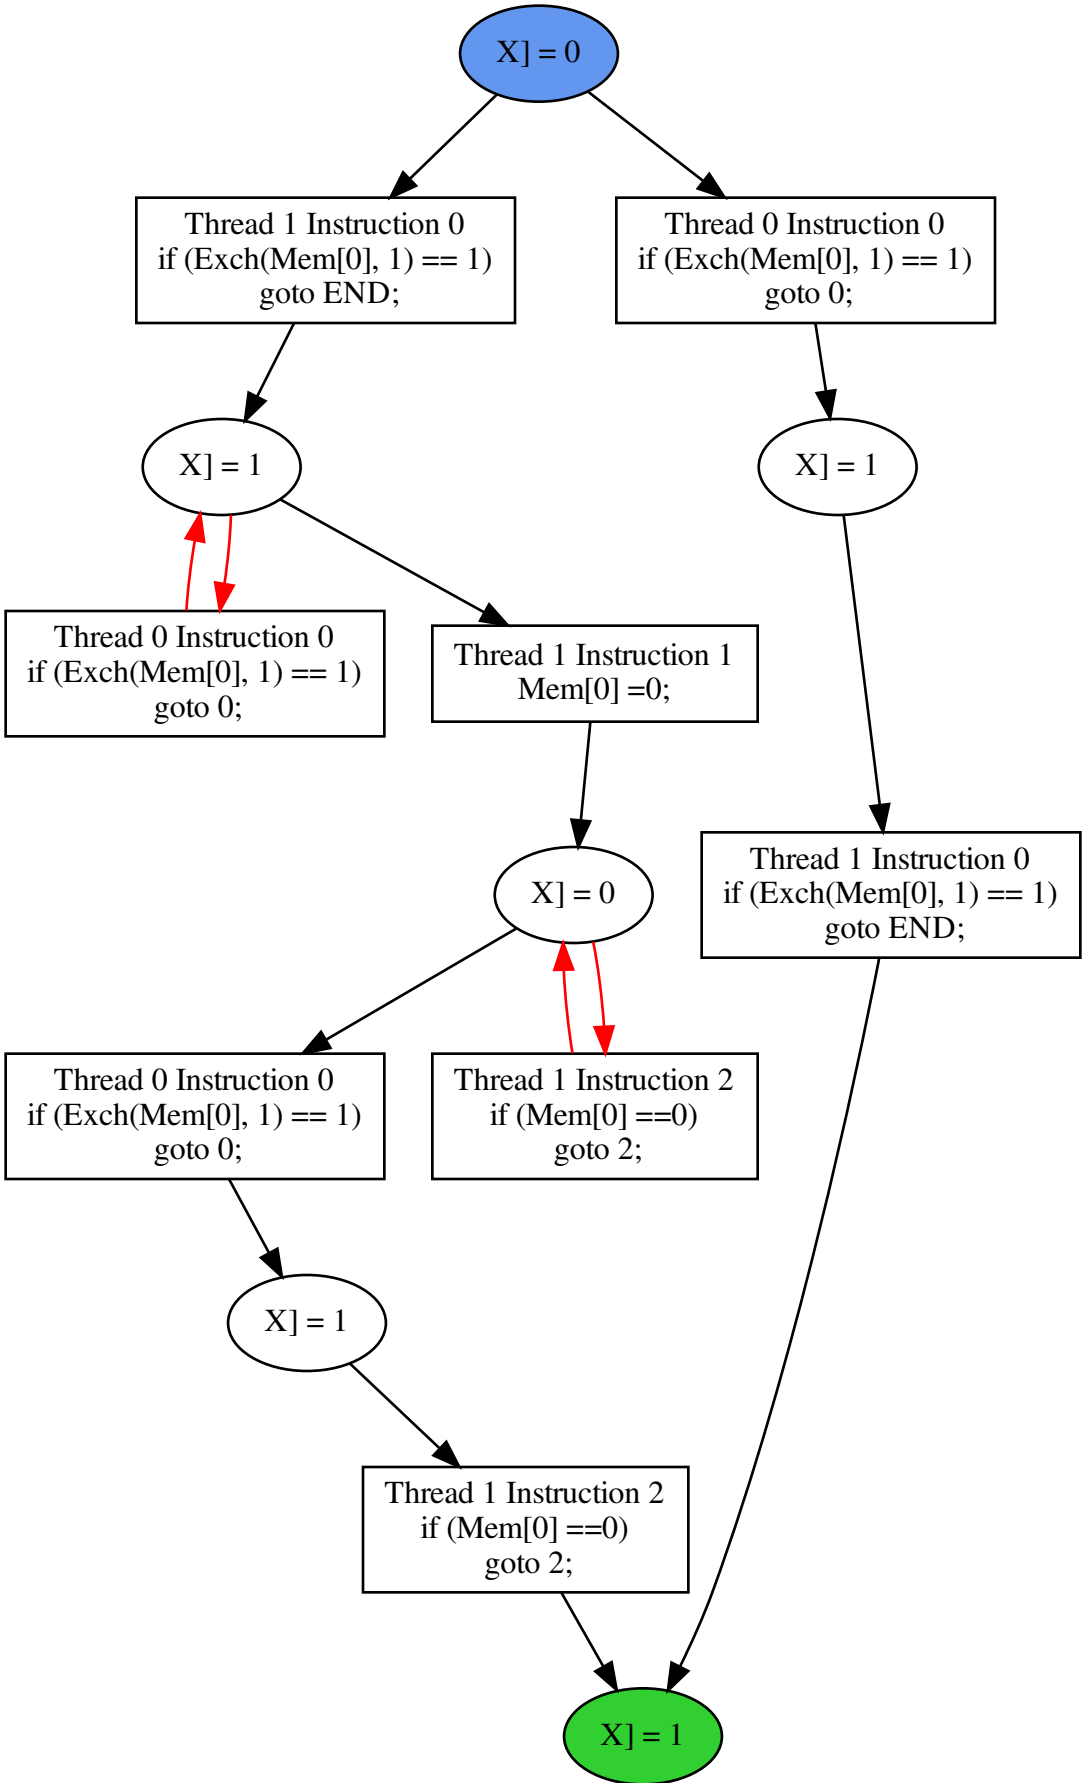 X] = 0
Thread 1 Instruction 0
if (Exch(Mem[0], 1) == 1)
goto END;
Thread 0 Instruction 0
if (Exch(Mem[0], 1) == 1)
goto 0;
X] = 1
X] = 1
Thread 0 Instruction 0
if (Exch(Mem[0], 1) == 1)
goto 0;
Thread 1 Instruction 1
Mem[0] =0;
X] = 0
Thread 1 Instruction 0
if (Exch(Mem[0], 1) == 1)
goto END;
Thread 0 Instruction 0
if (Exch(Mem[0], 1) == 1)
goto 0;
Thread 1 Instruction 2
if (Mem[0] ==0)
goto 2;
X] = 1
Thread 1 Instruction 2
if (Mem[0] ==0)
goto 2;
X] = 1